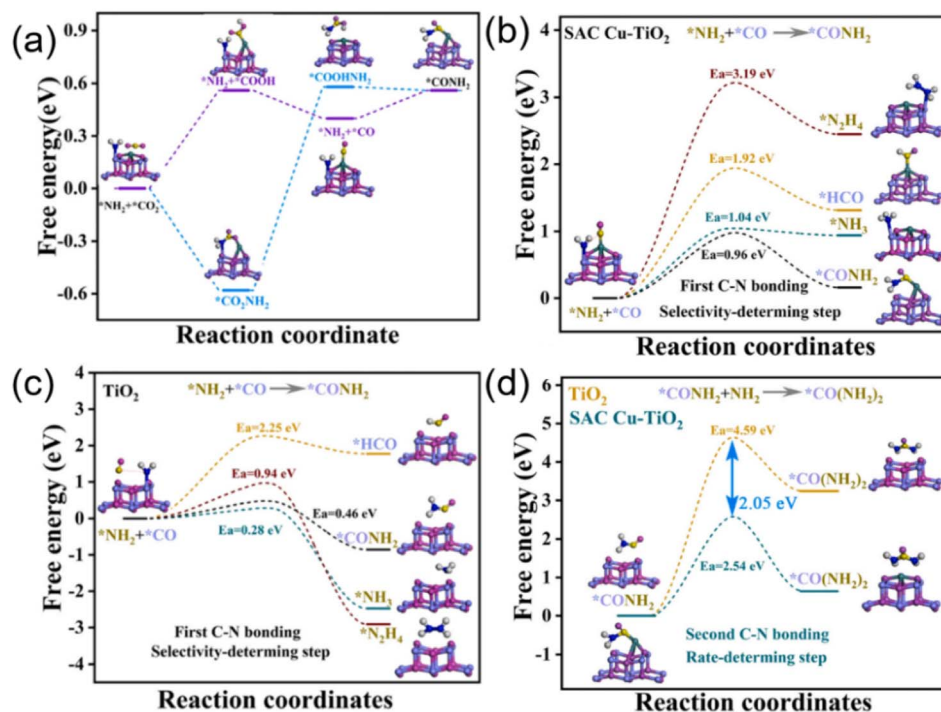 (a)
Free energy(eV)
0.9
0.6
0.3
0.0
-0.3
-0.6
*NH₂+*COOH
*COOHNH₂
*CONH₂
*NH₂+*CO
*NH₂+*CO₂
*CO₂NH₂
Reaction coordinate
(b)
Free energy (eV)
4
3
2
1
0
SAC Cu-TiO₂
*NH₂+*CO → *CONH₂
Ea=3.19 eV
*N₂H₄
Ea=1.92 eV
*HCO
Ea=1.04 eV
*NH₃
Ea=0.96 eV
*CONH₂
*NH₂+*CO
First C-N bonding
Selectivity-determing step
Reaction coordinates
(c)
Free energy (eV)
4
3
2
1
0
-1
-2
-3
-4
TiO₂
*NH₂+*CO → *CONH₂
Ea=2.25 eV
*HCO
Ea=0.94 eV
Ea=0.46 eV
Ea=0.28 eV
*NH₂+*CO
*CONH₂
*NH₃
*N₂H₄
First C-N bonding
Selectivity-determing step
Reaction coordinates
(d)
Free energy (eV)
6
5
4
3
2
1
0
-1
TiO₂
SAC Cu-TiO₂
*CONH₂+NH₂ → *CO(NH₂)₂
Ea=4.59 eV
*CO(NH₂)₂
2.05 eV
Ea=2.54 eV
*CO(NH₂)₂
*CONH₂
Second C-N bonding
Rate-determing step
Reaction coordinates